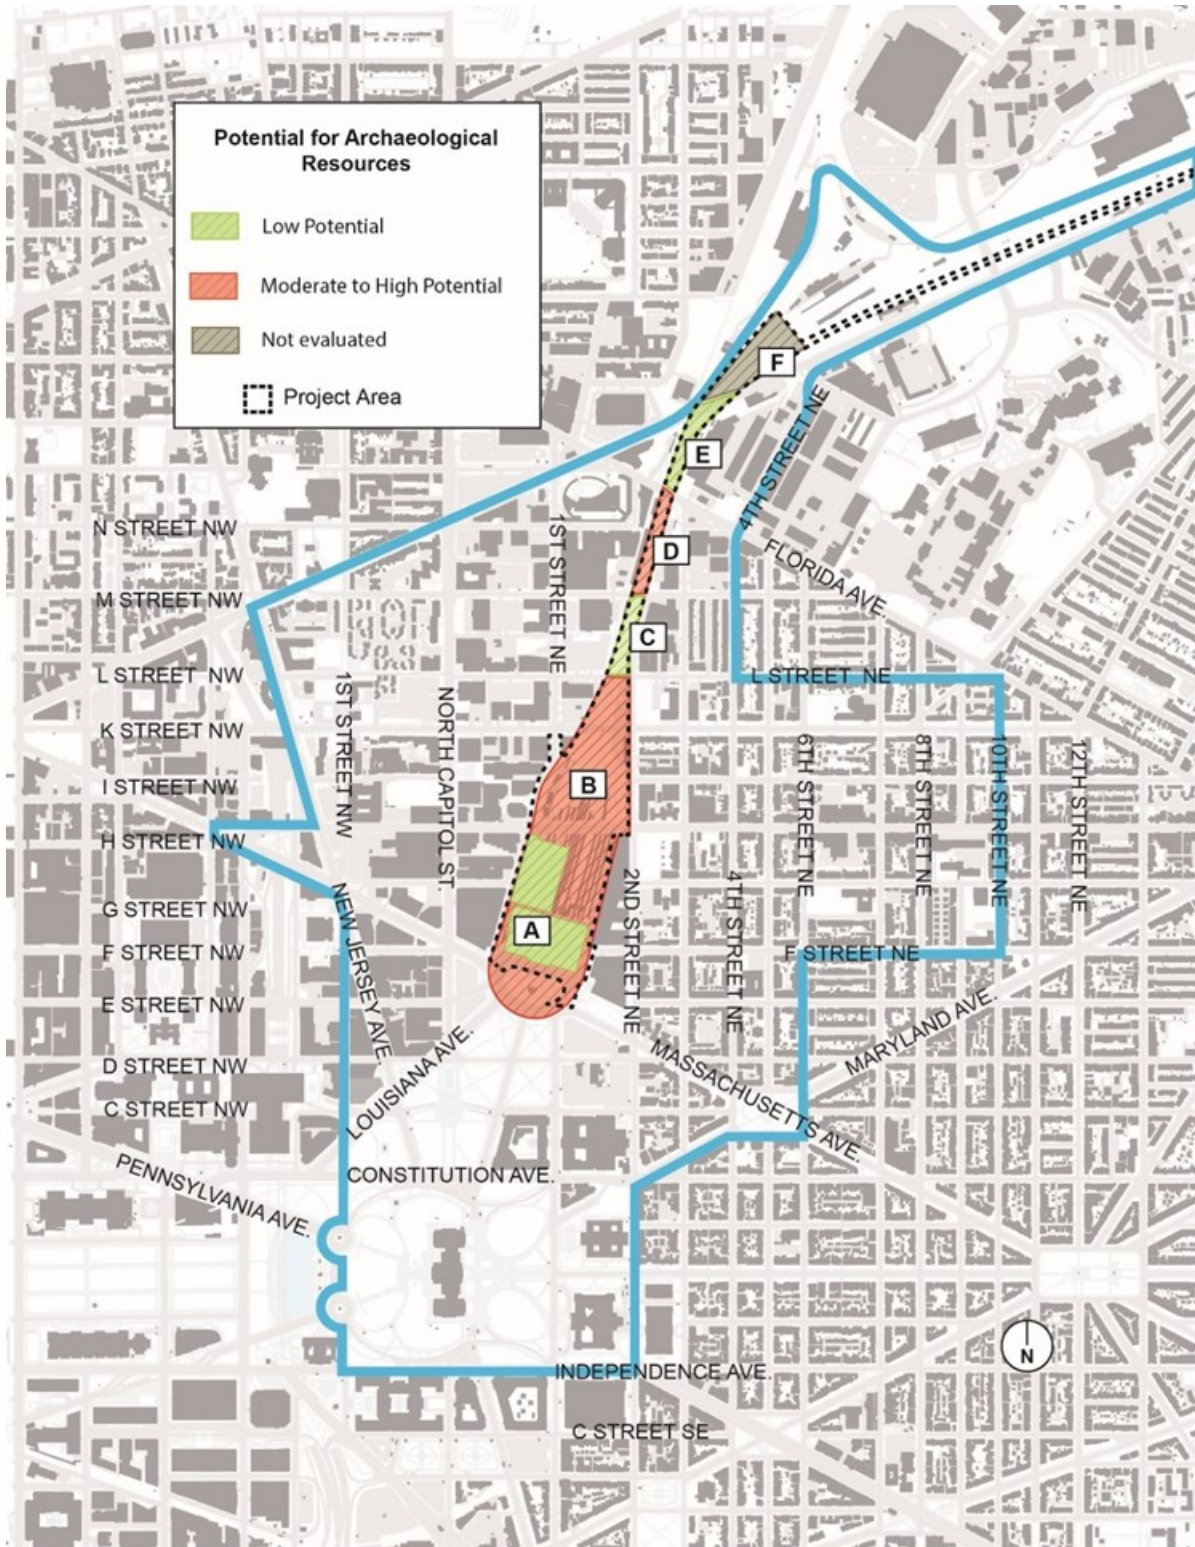 Potential for Archaeological
Resources
Low Potential
Moderate to High Potential
Not evaluated
Project Area
F
E
4TH STREET NE
N STREET NW
1ST STREET NE
D
FLORIDA AVE.
M STREET NW
C
L STREET NW
L STREET NE
1ST STREET NW
NORTH CAPITOL ST.
K STREET NW
6TH STREET NE
8TH STREET NE
10TH STREET NE
12TH STREET NE
I STREET NW
B
H STREET NW
2ND STREET NE
4TH STREET NE
NEW JERSEY AVE.
G STREET NW
A
F STREET NW
F STREET NE
E STREET NW
MARYLAND AVE.
LOUISIANA AVE.
MASSACHUSETTS AVE.
D STREET NW
C STREET NW
PENNSYLVANIA AVE.
CONSTITUTION AVE.
N
INDEPENDENCE AVE.
C STREET SE